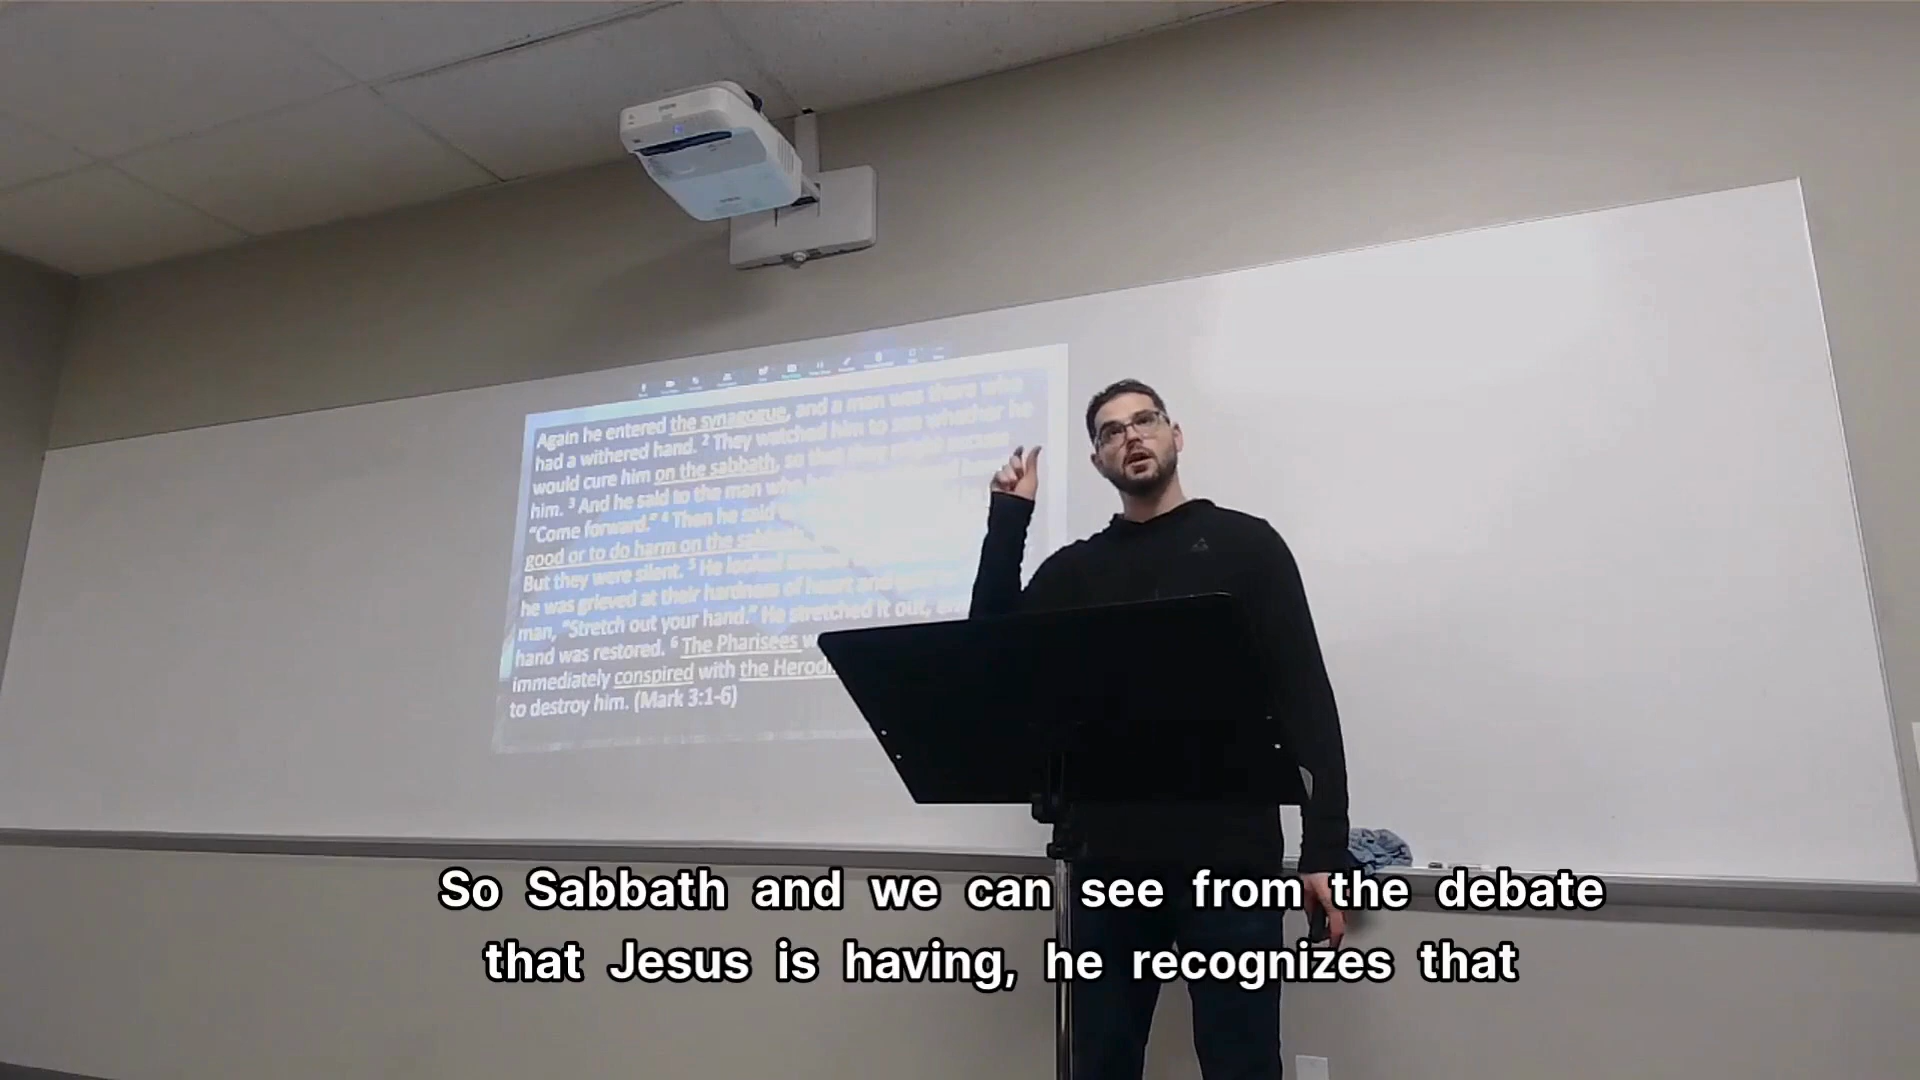 Again he entered the synagogue, and a man was there who
had a withered hand. 2 They watched him to see whether he
would cure him on the sabbath, so that they might accuse
him. 3 And he said to the man who
"Come forward." 4 Then he said
good or to do harm on the
But they were silent. 5 He looked
he was grieved at their hardness of heart and
man, "Stretch out your hand." He stretched it out,
hand was restored. 6 The Pharisees
immediately conspired with the
to destroy him. (Mark 3:1-6)
So Sabbath and we can see from the debate
that Jesus is having, he recognizes that